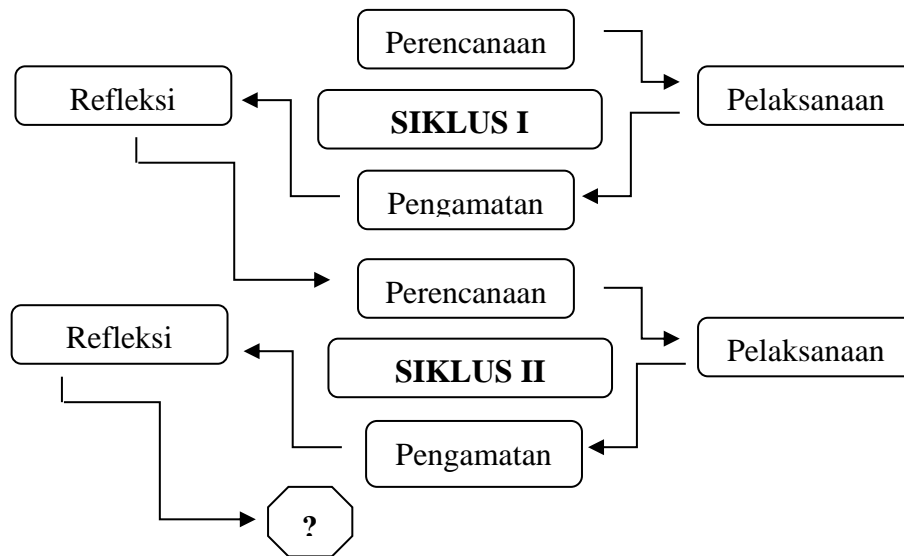 Perencanaan
Refleksi
Pelaksanaan
SIKLUS I
Pengamatan
Perencanaan
Refleksi
Pelaksanaan
SIKLUS II
Pengamatan
?